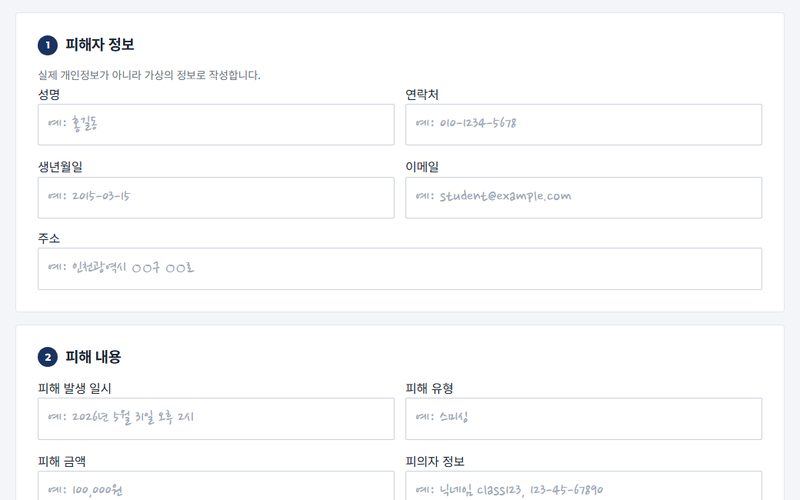 1 피해자 정보
실제 개인정보가 아니라 가상의 정보로 작성합니다.
성명 연락처
예: 홍길동 예: 010-1234-5678
생년월일 이메일
예: 2015-03-15 예: student@example.com
주소
예: 인천광역시 ○○구 ○○로
2 피해 내용
피해 발생 일시 피해 유형
예: 2026년 5월 31일 오후 2시 예: 스미싱
피해 금액 피의자 정보
예: 100,000원 예: 닉네임 class123, 123-45-67890